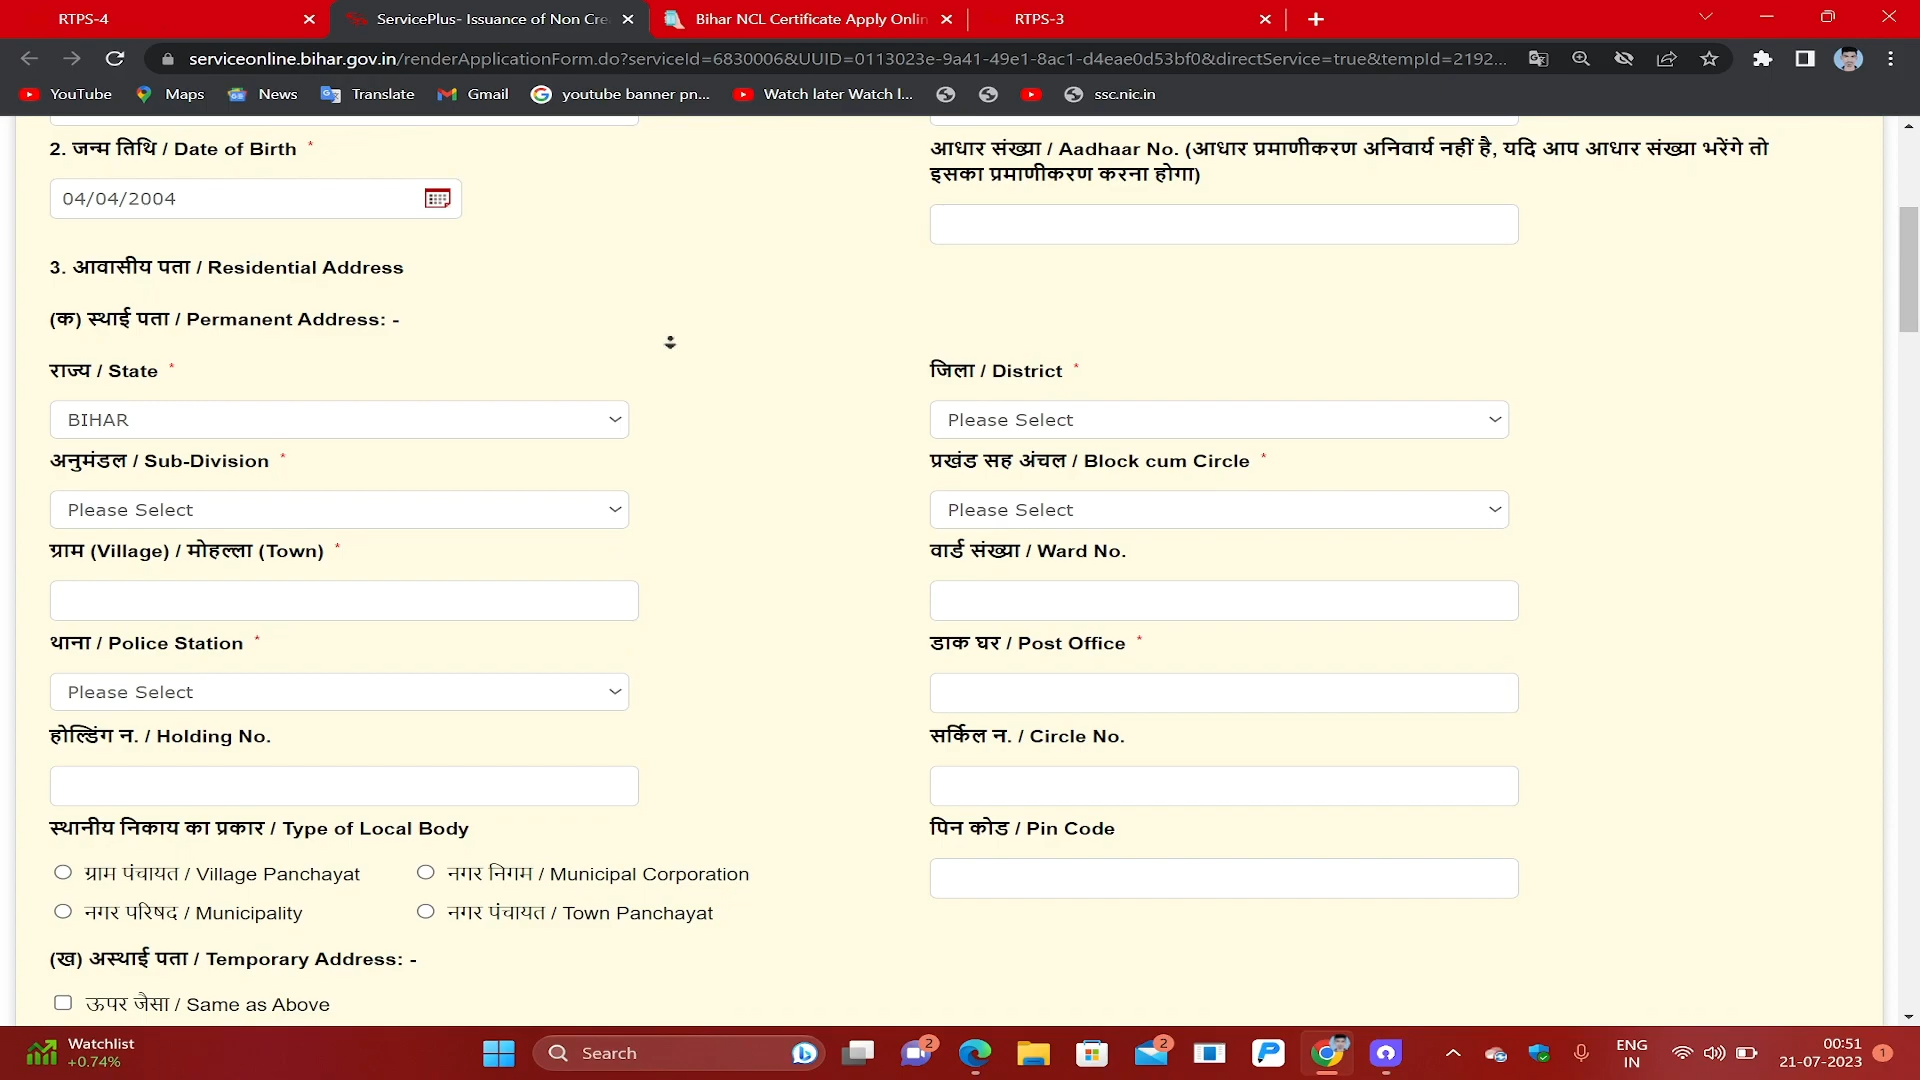 RTPS-4
ServicePlus- Issuance of Non Cre
Bihar NCL Certificate Apply Onlin
RTPS-3
serviceonline.bihar.gov.in/renderApplicationForm.do?serviceId=6830006&UUID=0113023e-9a41-49e1-8ac1-d4eae0d53bf0&directService=true&tempId=2192...
YouTube
Maps
News
Translate
Gmail
youtube banner pn...
Watch later Watch l...
ssc.nic.in
2. जन्म तिथि / Date of Birth *
आधार संख्या / Aadhaar No. (आधार प्रमाणीकरण अनिवार्य नहीं है, यदि आप आधार संख्या भरेंगे तो
इसका प्रमाणीकरण करना होगा)
04/04/2004
3. आवासीय पता / Residential Address
(क) स्थाई पता / Permanent Address: -
राज्य / State *
जिला / District *
BIHAR
Please Select
अनुमंडल / Sub-Division *
प्रखंड सह अंचल / Block cum Circle *
Please Select
Please Select
ग्राम (Village) / मोहल्ला (Town) *
वार्ड संख्या / Ward No.
थाना / Police Station *
डाक घर / Post Office *
Please Select
होल्डिंग न. / Holding No.
सर्किल न. / Circle No.
स्थानीय निकाय का प्रकार / Type of Local Body
पिन कोड / Pin Code
ग्राम पंचायत / Village Panchayat
नगर निगम / Municipal Corporation
नगर परिषद / Municipality
नगर पंचायत / Town Panchayat
(ख) अस्थाई पता / Temporary Address: -
ऊपर जैसा / Same as Above
Watchlist
+0.74%
Search
2
2
ENG
IN
00:51
21-07-2023
1